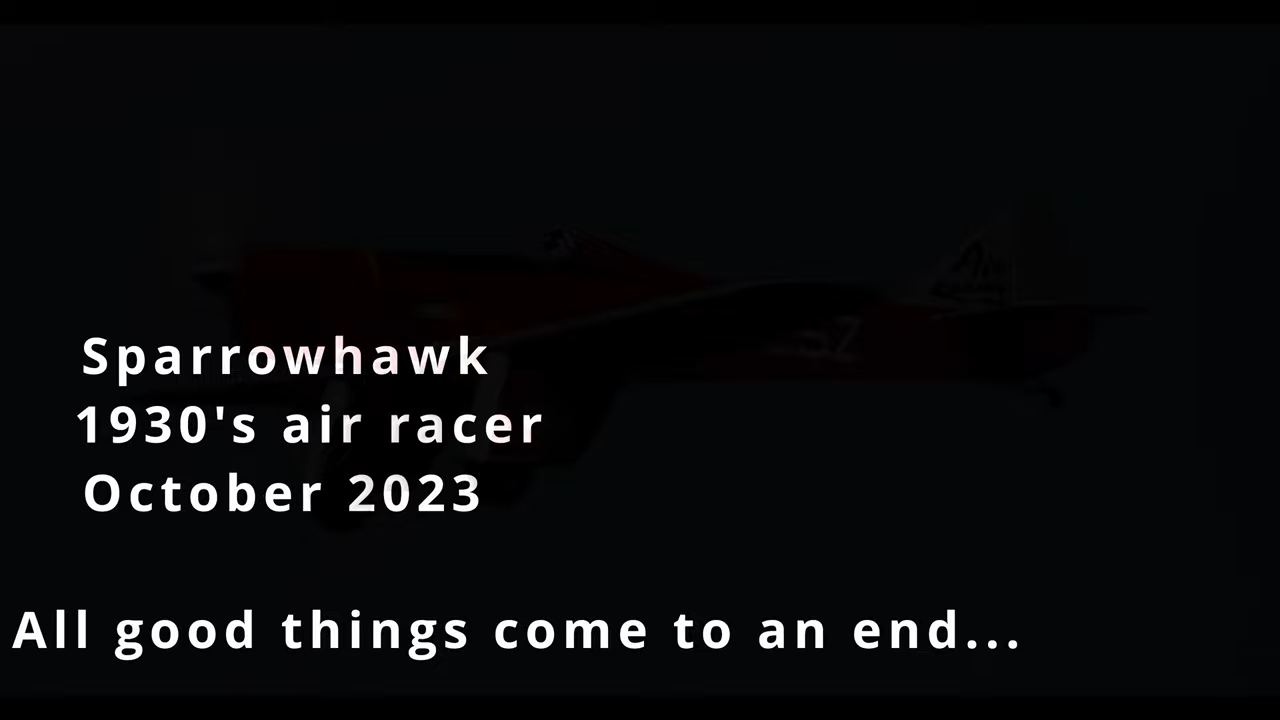 Sparrowhawk
1930's air racer
October 2023
All good things come to an end...